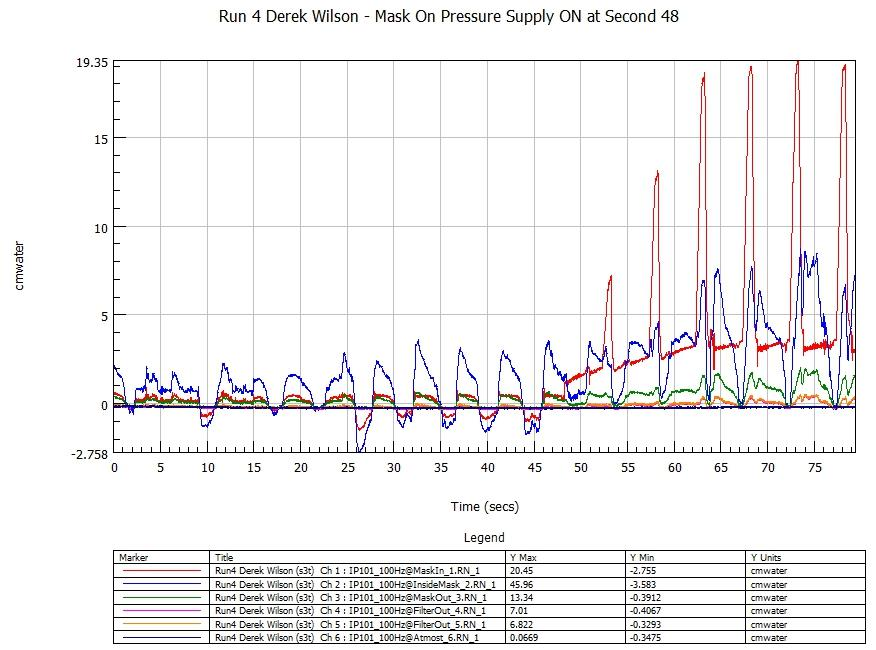 Run 4 Derek Wilson - Mask On Pressure Supply ON at Second 48
19.35
15
10
5
0
-2.758
cmwater
0 5 10 15 20 25 30 35 40 45 50 55 60 65 70 75
Time (secs)
Legend
Marker Title Y Max Y Min Y Units
Run4 Derek Wilson (s3t) Ch 1 : IP101_100Hz@MaskIn_1.RN_1 20.45 -2.755 cmwater
Run4 Derek Wilson (s3t) Ch 2 : IP101_100Hz@InsideMask_2.RN_1 45.96 -3.583 cmwater
Run4 Derek Wilson (s3t) Ch 3 : IP101_100Hz@MaskOut_3.RN_1 13.34 -0.3912 cmwater
Run4 Derek Wilson (s3t) Ch 4 : IP101_100Hz@FilterOut_4.RN_1 7.01 -0.4067 cmwater
Run4 Derek Wilson (s3t) Ch 5 : IP101_100Hz@FilterOut_5.RN_1 6.822 -0.3293 cmwater
Run4 Derek Wilson (s3t) Ch 6 : IP101_100Hz@Atmost_6.RN_1 0.0669 -0.3475 cmwater